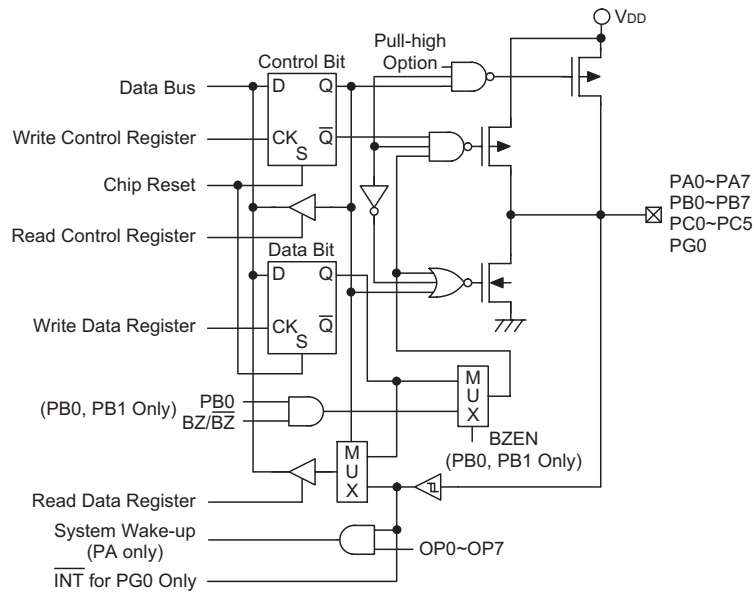 VDD
Pull-high
Option
Control Bit
Data Bus
D Q
Write Control Register
CK Q̅
S
Chip Reset
PA0~PA7
PB0~PB7
PC0~PC5
PG0
Read Control Register
Data Bit
D Q
Write Data Register
CK Q̅
S
M
U
X
(PB0, PB1 Only)
PB0
BZ/B̅Z̅
BZEN
(PB0, PB1 Only)
M
U
X
Read Data Register
System Wake-up
(PA only)
OP0~OP7
I̅N̅T̅ for PG0 Only